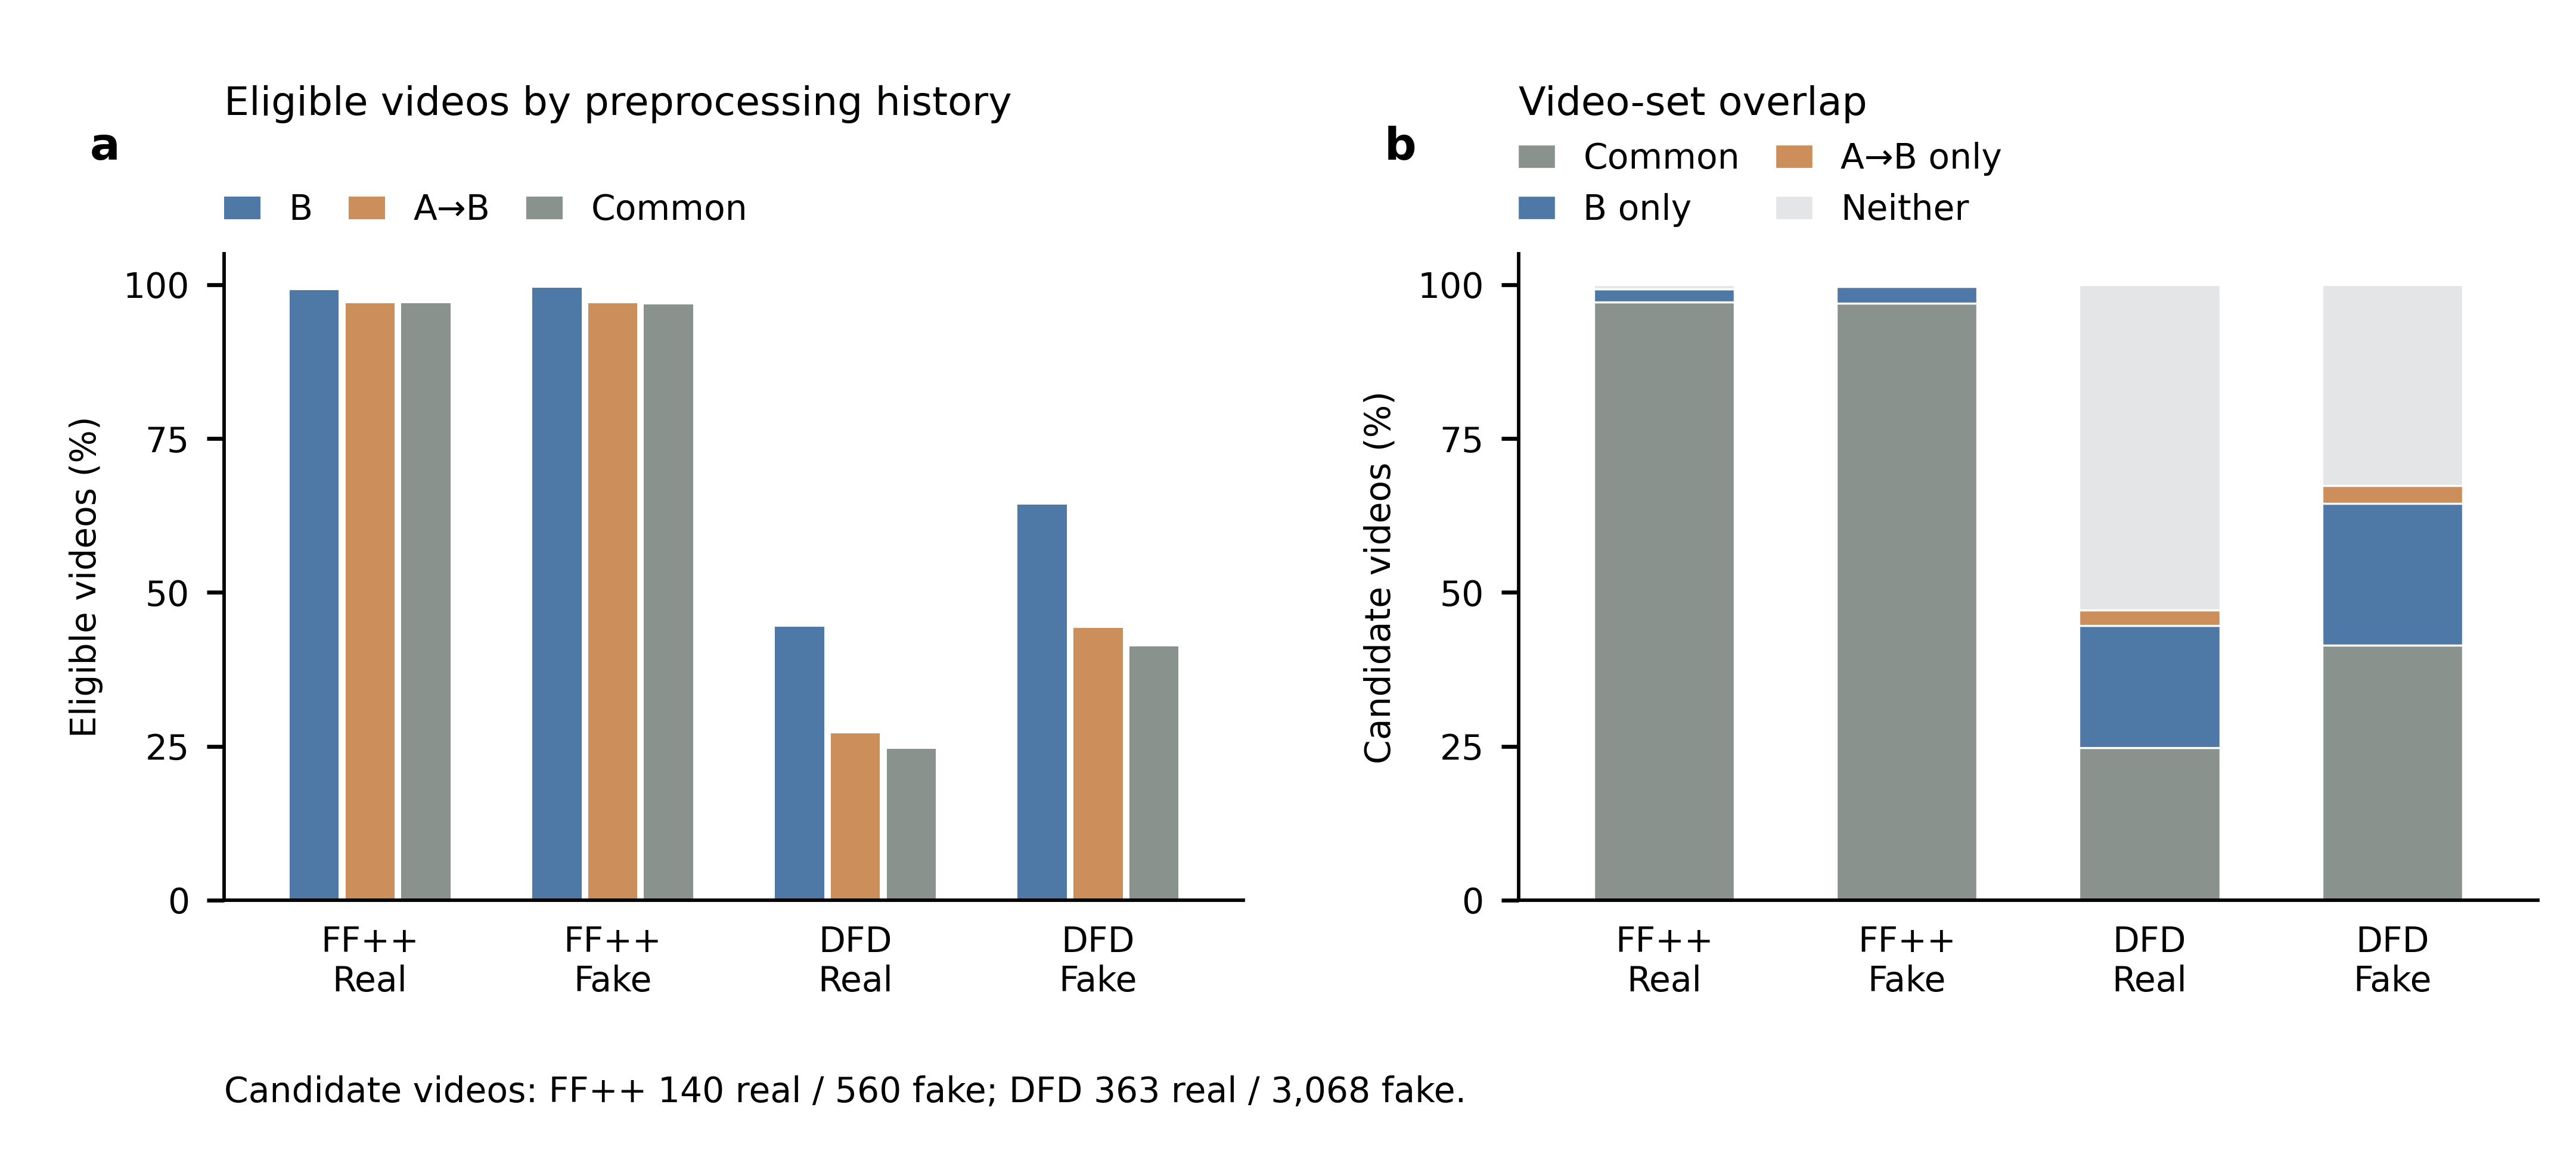 Eligible videos by preprocessing history
a
B A→B Common
Eligible videos (%)
100
75
50
25
0
FF++ Real
FF++ Fake
DFD Real
DFD Fake
Video-set overlap
b
Common A→B only
B only Neither
Candidate videos (%)
100
75
50
25
0
FF++ Real
FF++ Fake
DFD Real
DFD Fake
Candidate videos: FF++ 140 real / 560 fake; DFD 363 real / 3,068 fake.